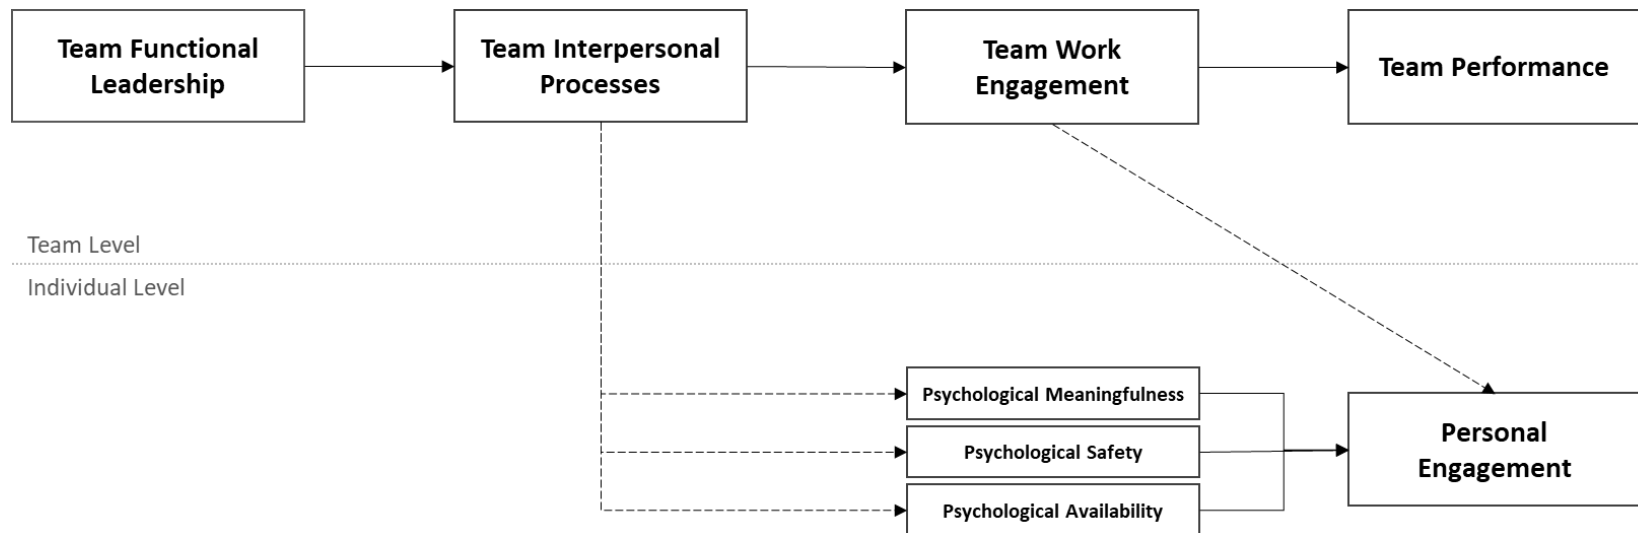 Team Functional
Leadership
Team Interpersonal
Processes
Team Work
Engagement
Team Performance
Team Level
Individual Level
Psychological Meaningfulness
Psychological Safety
Psychological Availability
Personal
Engagement